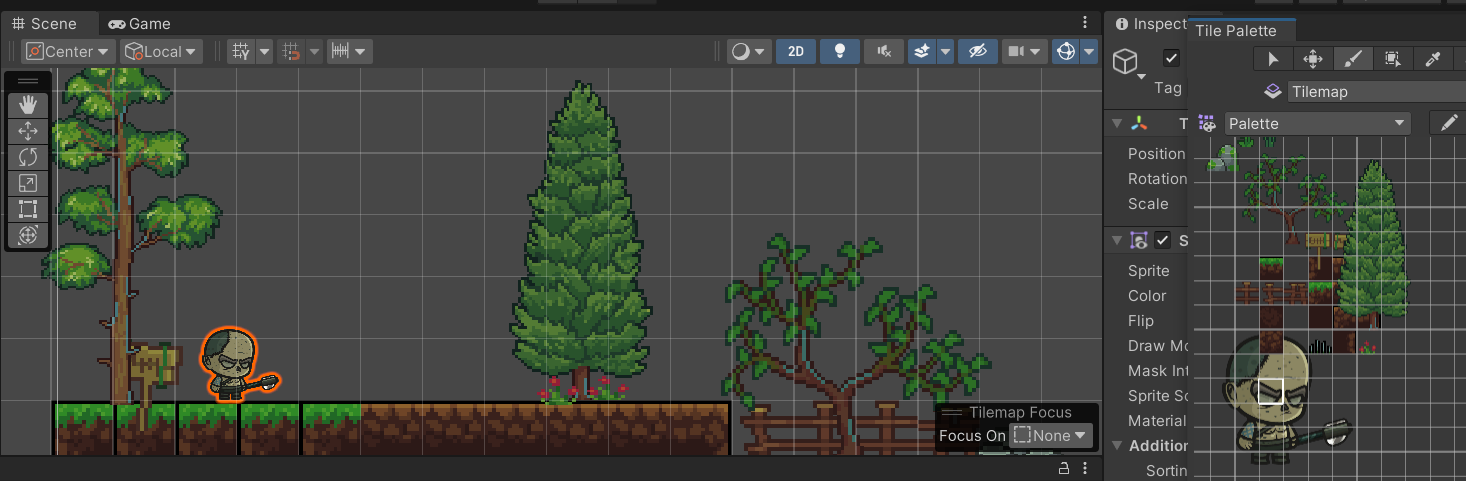 Scene
Game
Inspect
Tile Palette
Center
Local
2D
Tag
Tilemap
T
Palette
Position
Rotation
Scale
S
Sprite
Color
Flip
Draw Mo
Mask Int
Sprite So
Material
Addition
Sortin
Tilemap Focus
Focus On
None